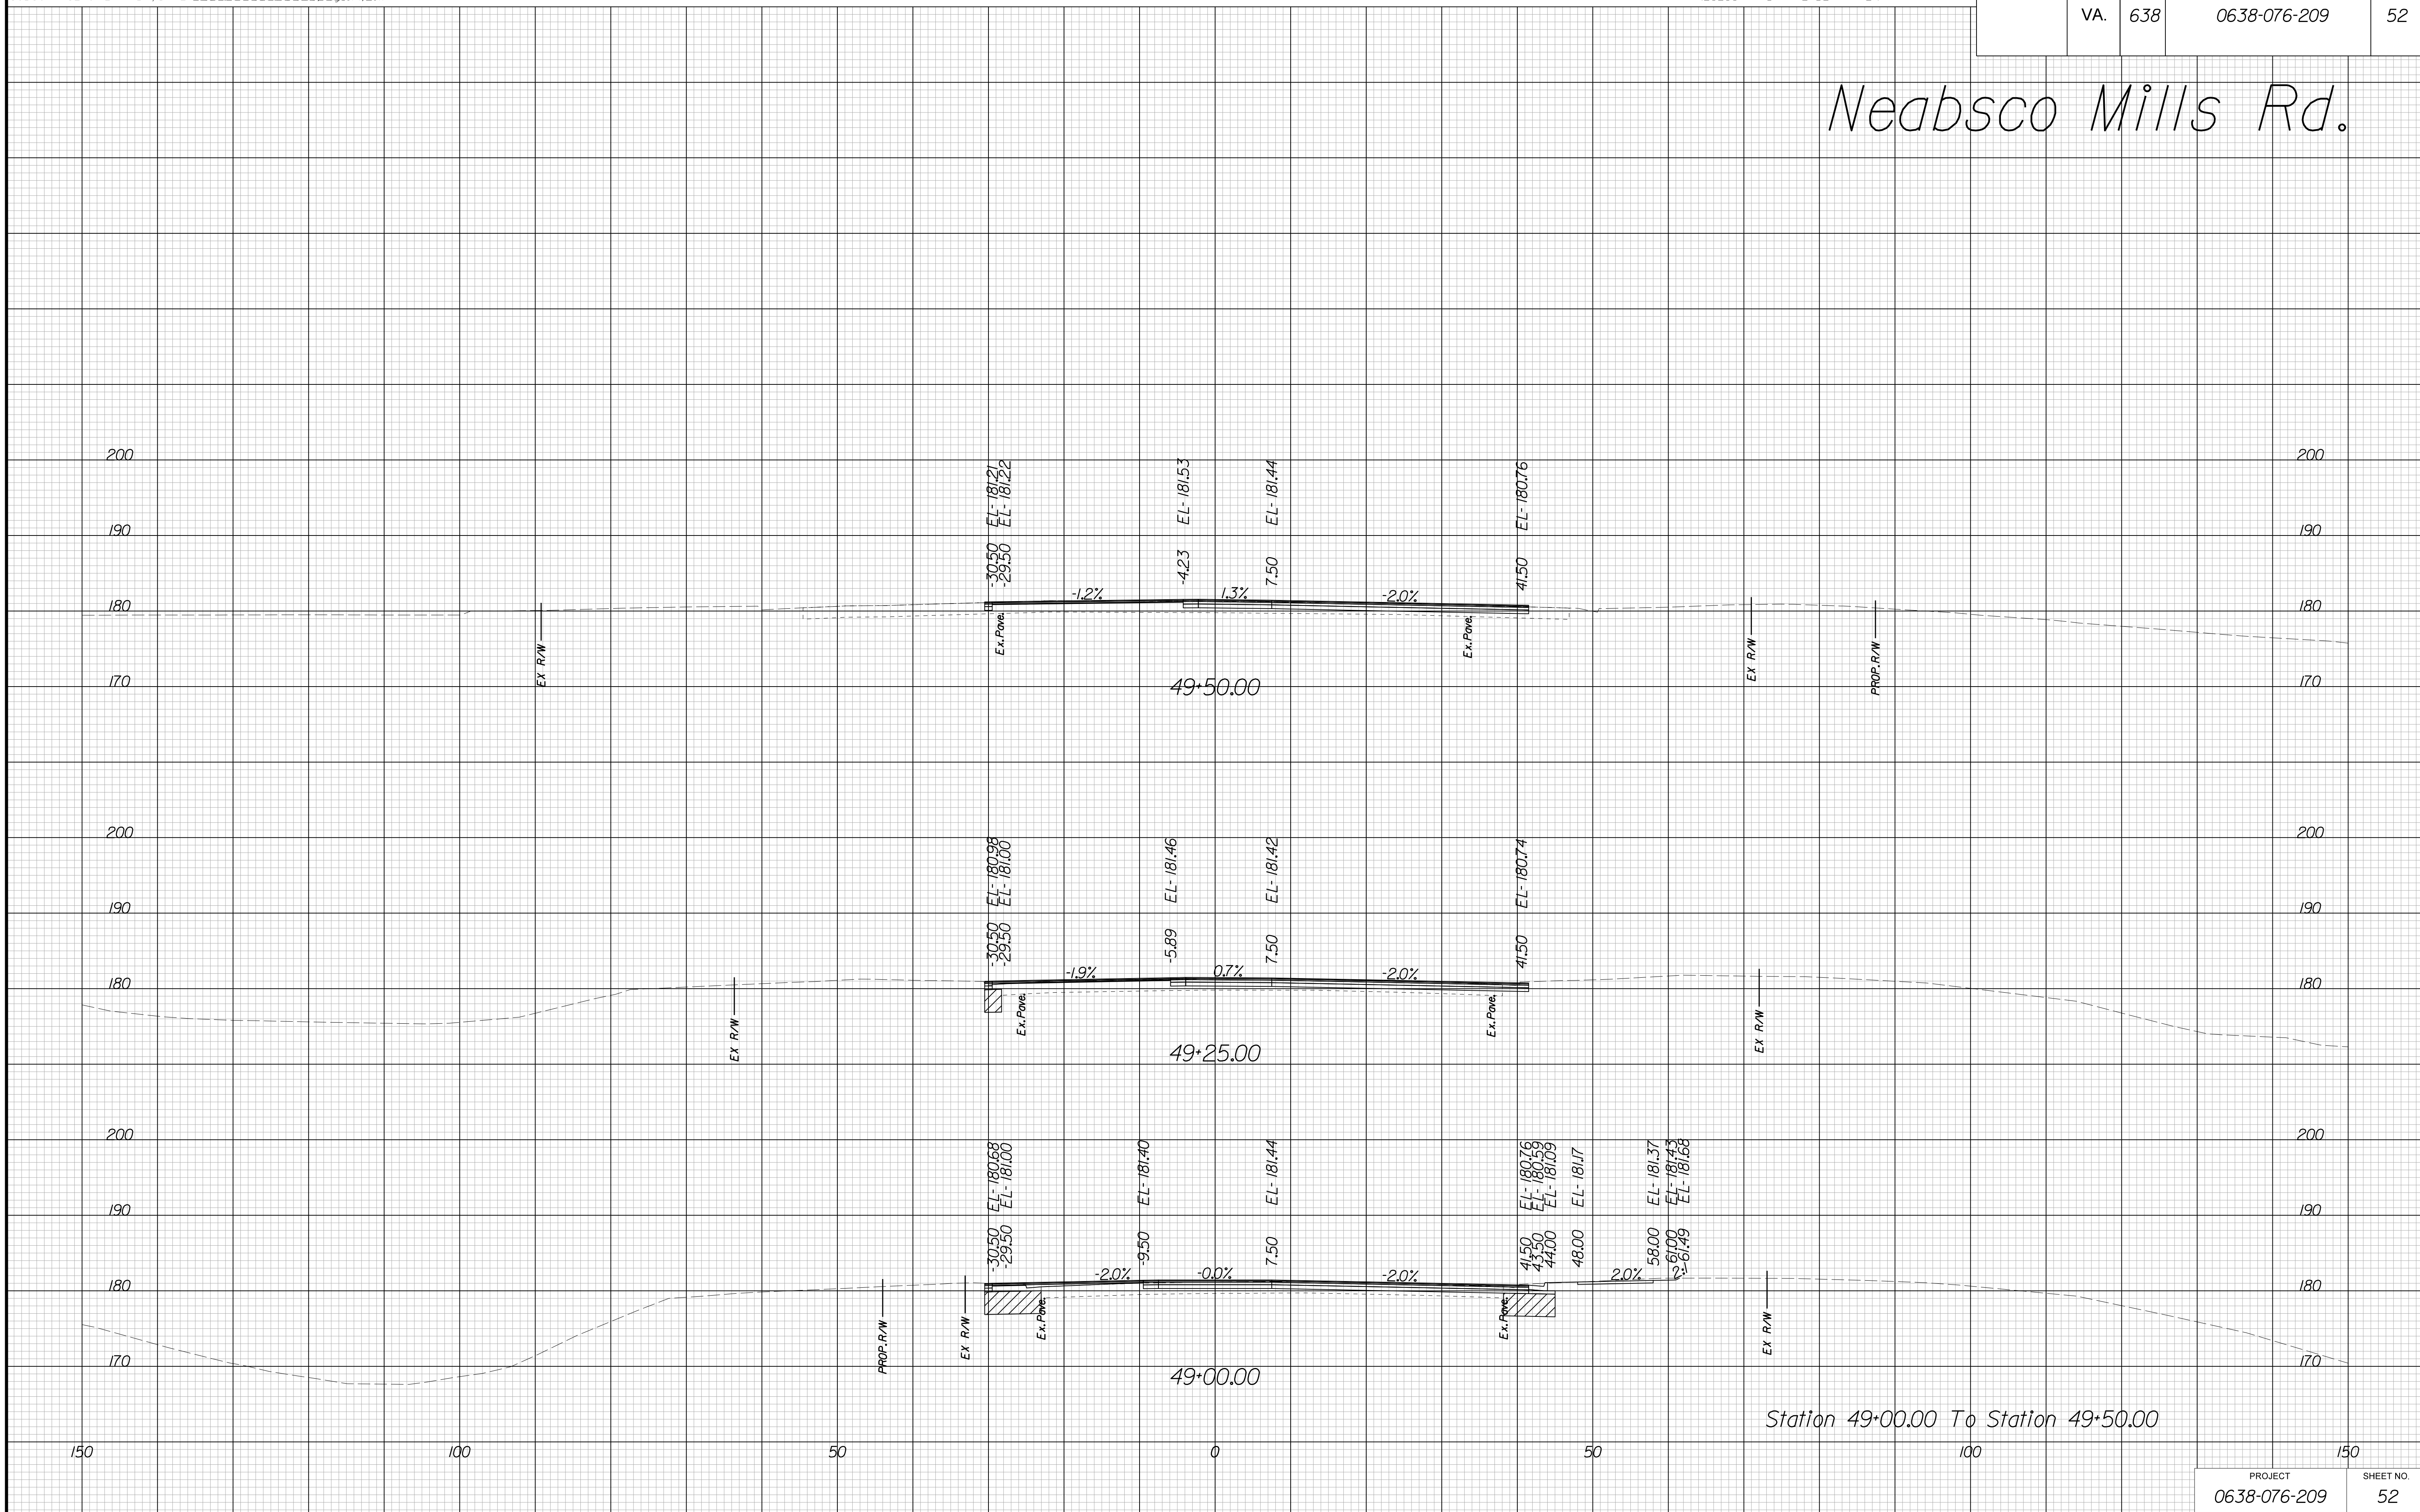 VA. 638 0638-076-209 52
Neabsco Mills Rd.
200 200
190 190
180 180
170 170
-30.50 EL- 181.21
-29.50 EL- 181.22
-4.23 EL- 181.53
7.50 EL- 181.44
41.50 EL- 180.76
-1.2% 1.3% -2.0%
EX R/W
Ex.Pave.
Ex.Pave.
EX R/W
PROP.R/W
49+50.00
200 200
190 190
180 180
-30.50 EL- 180.98
-29.50 EL- 181.00
-5.89 EL- 181.46
7.50 EL- 181.42
41.50 EL- 180.74
-1.9% 0.7% -2.0%
EX R/W
Ex.Pave.
Ex.Pave.
EX R/W
49+25.00
200 200
190 190
180 180
170 170
-30.50 EL- 180.68
-29.50 EL- 181.00
-9.50 EL- 181.40
7.50 EL- 181.44
41.50 EL- 180.76
43.50 EL- 180.59
44.00 EL- 181.09
48.00 EL- 181.17
58.00 EL- 181.37
61.00 EL- 181.43
61.49 EL- 181.68
-2.0% -0.0% -2.0% 2.0%
PROP.R/W
EX R/W
Ex.Pave.
Ex.Pave.
EX R/W
49+00.00
Station 49+00.00 To Station 49+50.00
150 100 50 0 50 100 150
PROJECT SHEET NO.
0638-076-209 52